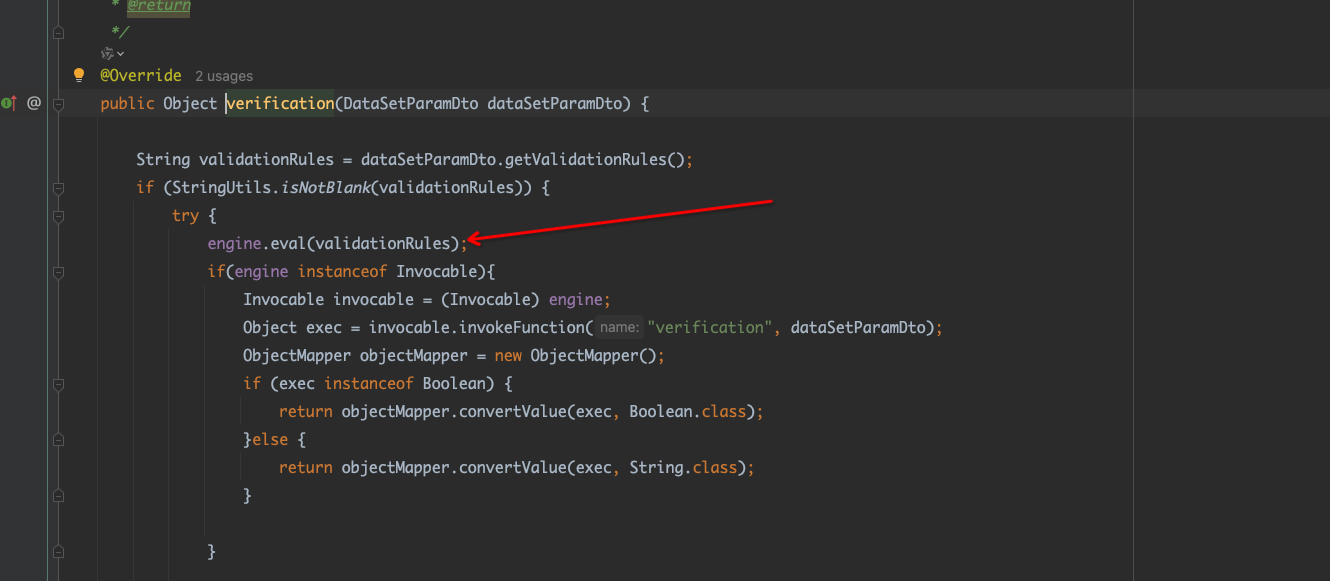 * @return
*/
@Override 2 usages
@ public Object verification(DataSetParamDto dataSetParamDto) {
String validationRules = dataSetParamDto.getValidationRules();
if (StringUtils.isNotBlank(validationRules)) {
try {
engine.eval(validationRules);
if(engine instanceof Invocable){
Invocable invocable = (Invocable) engine;
Object exec = invocable.invokeFunction( name: "verification", dataSetParamDto);
ObjectMapper objectMapper = new ObjectMapper();
if (exec instanceof Boolean) {
return objectMapper.convertValue(exec, Boolean.class);
}else {
return objectMapper.convertValue(exec, String.class);
}
}